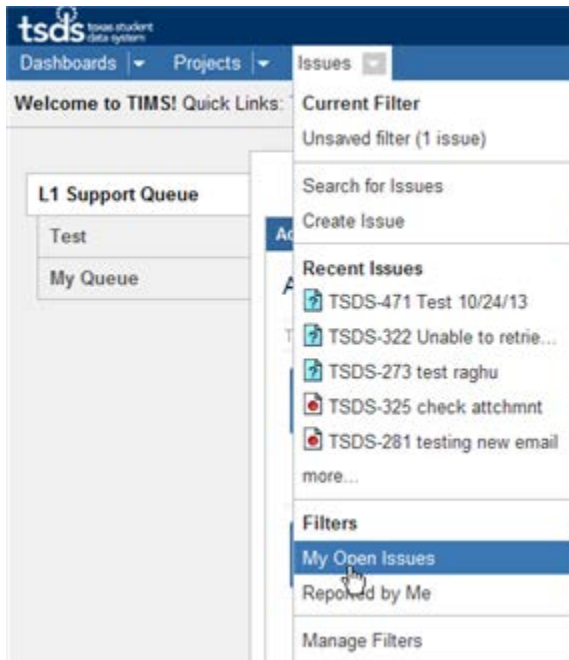 tsds texas student data system
Dashboards Projects Issues
Welcome to TIMS! Quick Links:
Current Filter
Unsaved filter (1 issue)
Search for Issues
Create Issue
L1 Support Queue
Test
My Queue
Recent Issues
TSDS-471 Test 10/24/13
TSDS-322 Unable to retrie...
TSDS-273 test raghu
TSDS-325 check attchmnt
TSDS-281 testing new email
more...
Filters
My Open Issues
Reported by Me
Manage Filters